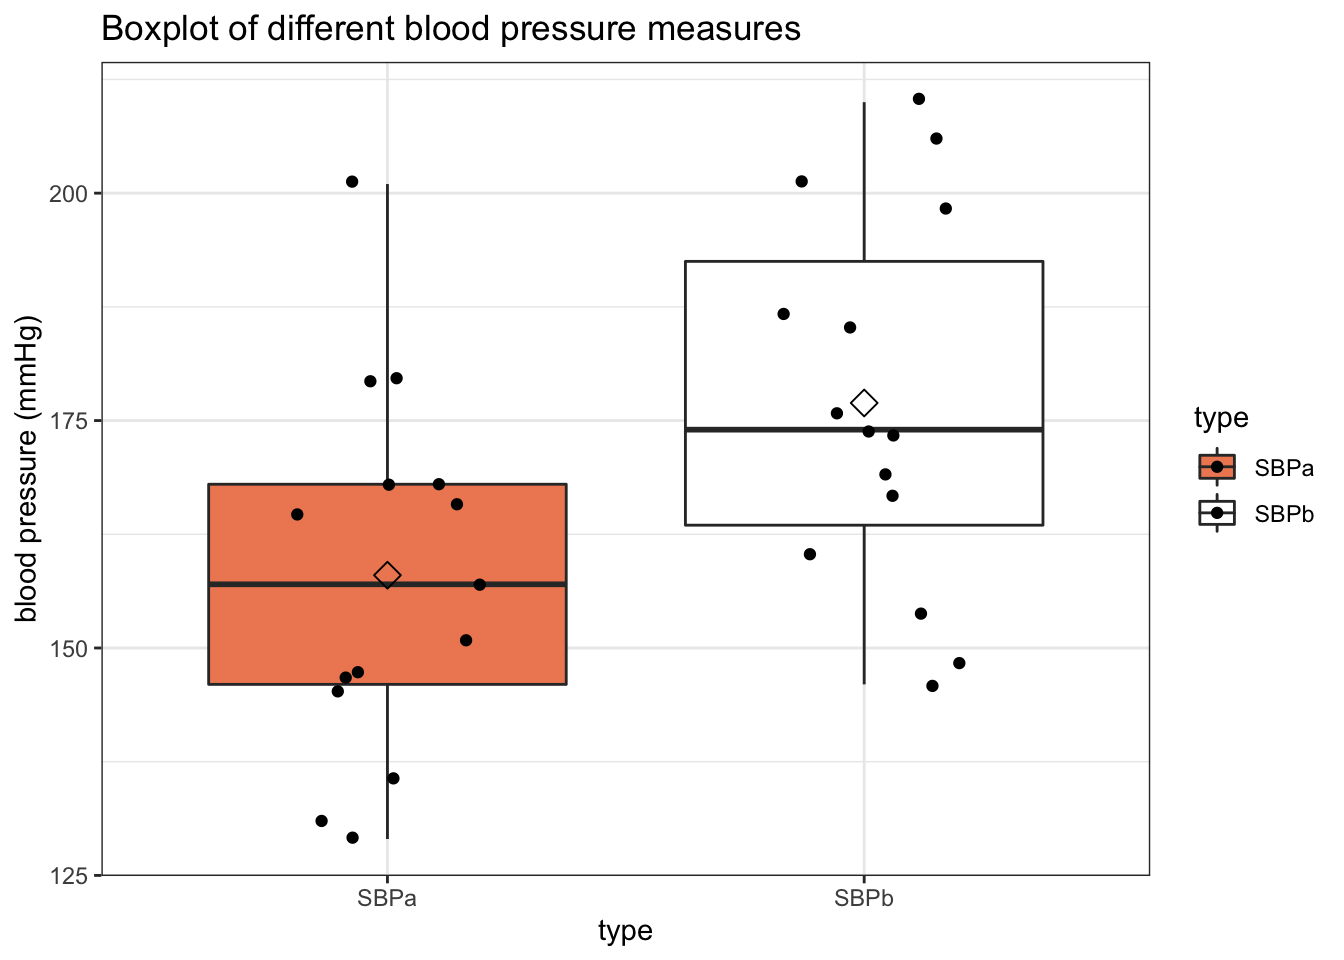 Boxplot of different blood pressure measures
blood pressure (mmHg)
200
175
150
125
SBPa
SBPb
type
type
SBPa
SBPb